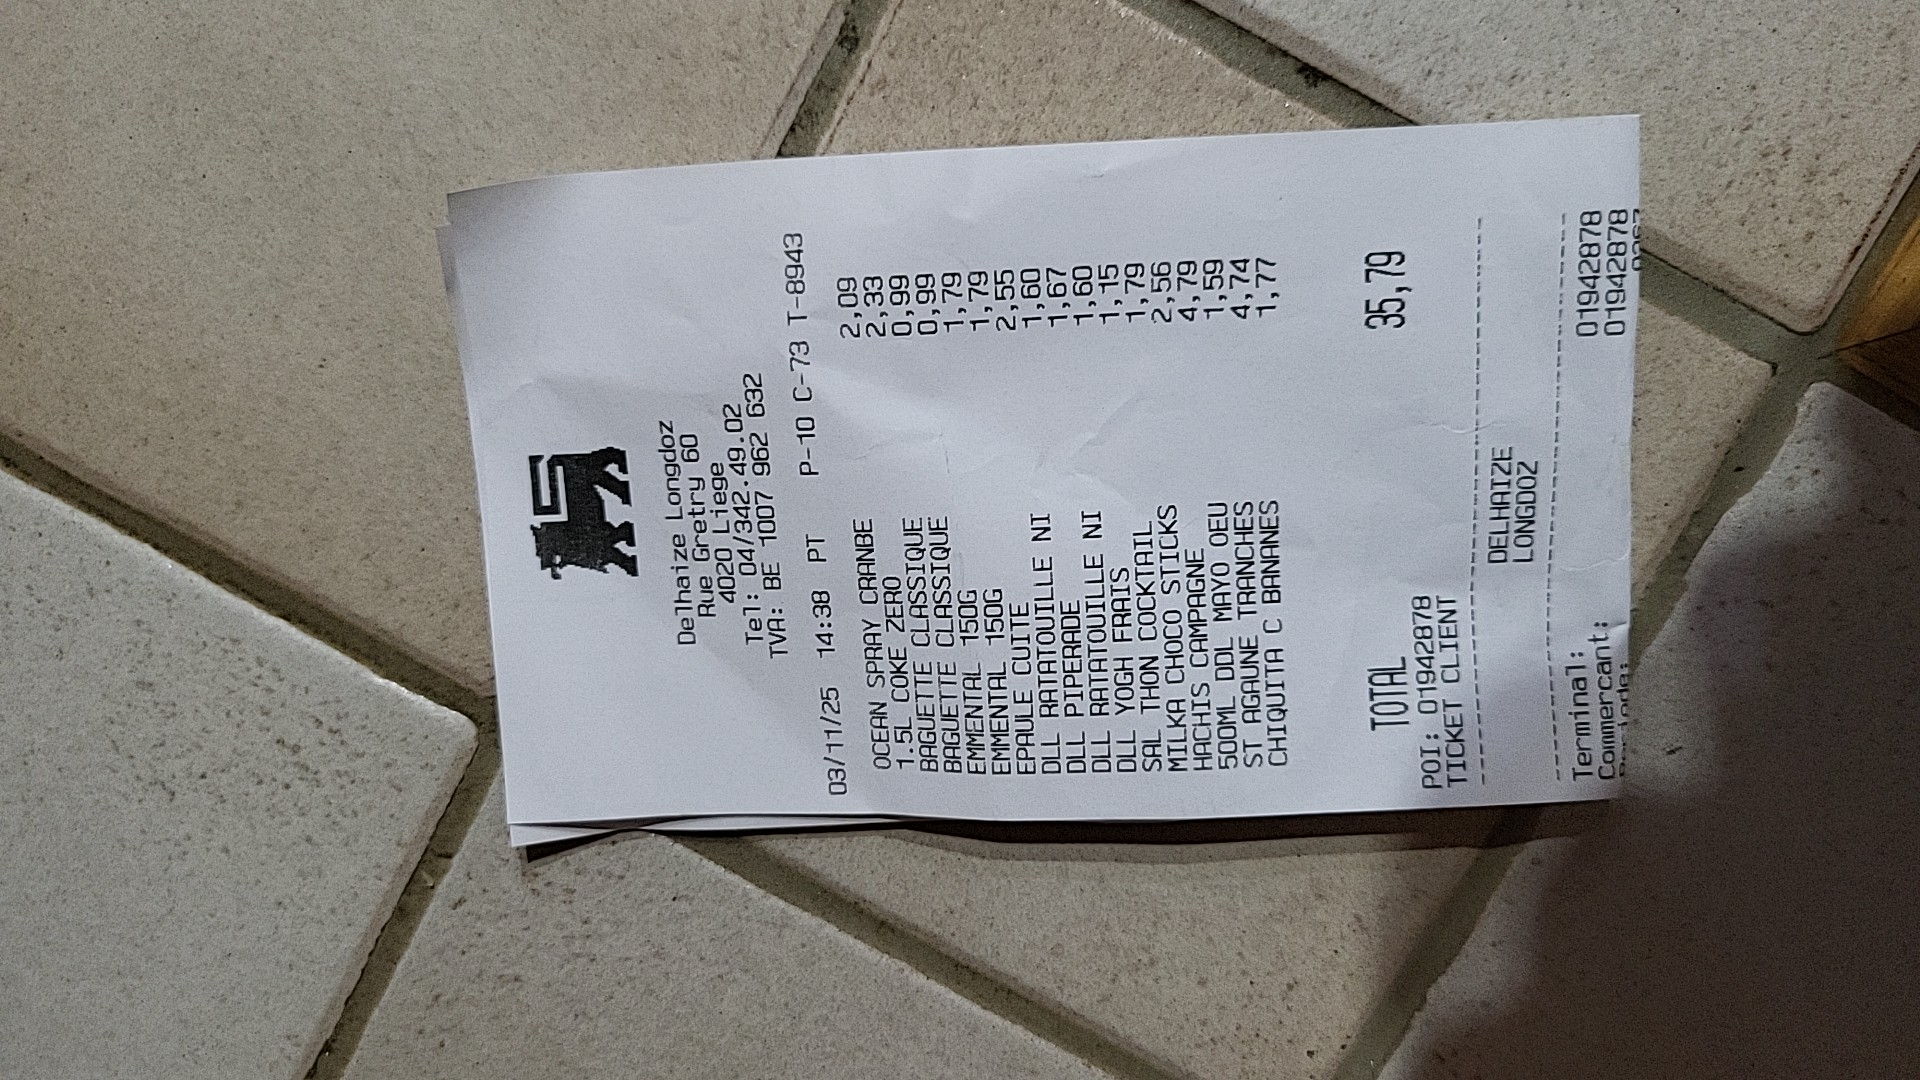 Delhaize Longdoz
Rue Gretry 60
4020 Liege
Tel: 04/342.49.02
TVA: BE 1007 962 632
03/11/25 14:38 PT P-10 C-73 T-8943
OCEAN SPRAY CRANBE 2,09
1.5L COKE ZERO 2,33
BAGUETTE CLASSIQUE 0,99
BAGUETTE CLASSIQUE 0,99
EMMENTAL 150G 1,79
EMMENTAL 150G 1,79
EPAULE CUITE 2,55
DLL RATATOUILLE NI 1,60
DLL PIPERADE 1,67
DLL RATATOUILLE NI 1,60
DLL YOGH FRAIS 1,15
SAL THON COCKTAIL 1,79
MILKA CHOCO STICKS 2,56
HACHIS CAMPAGNE 4,79
500ML DDL MAYO OEU 1,59
ST AGAUNE TRANCHES 4,74
CHIQUITA C BANANES 1,77
TOTAL 35,79
POI: 01942878
TICKET CLIENT
--------------------------------
DELHAIZE
LONGDOZ
--------------------------------
Terminal: 01942878
Commercant: 01942878